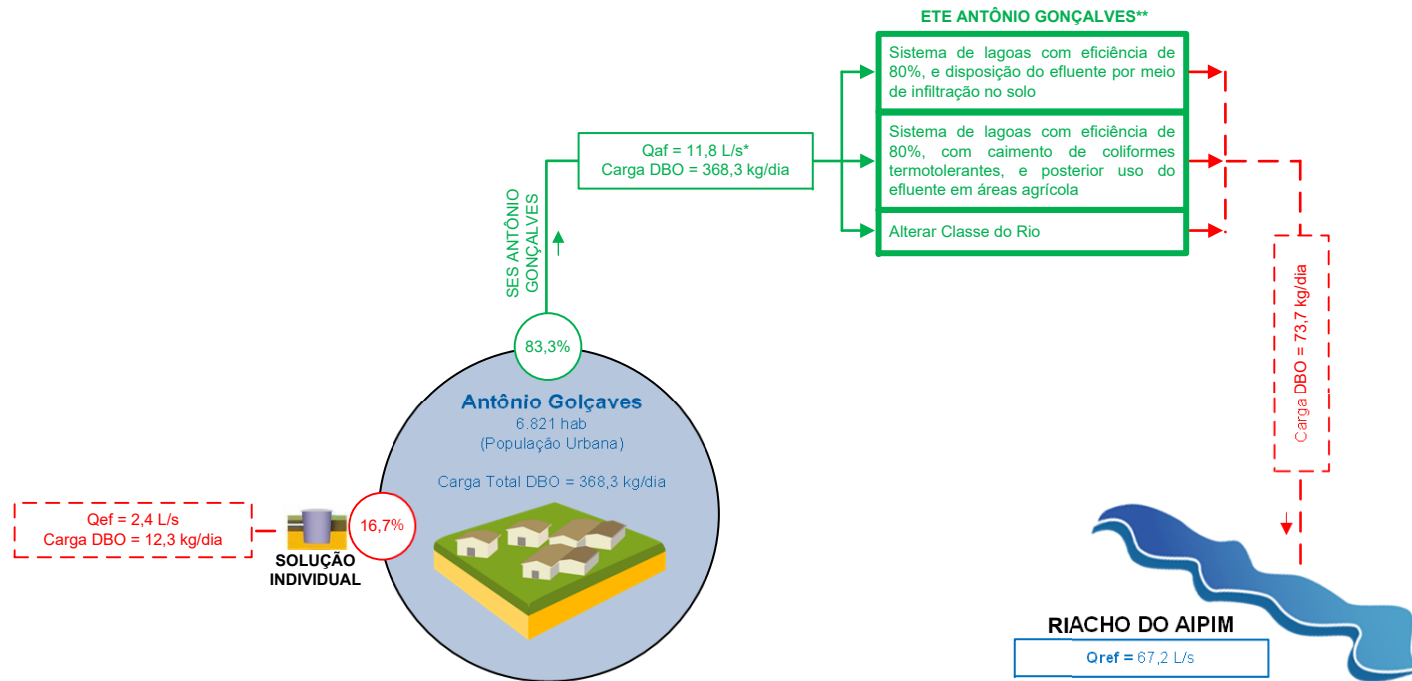 ETE ANTÔNIO GONÇALVES**
Sistema de lagoas com eficiência de
80%, e disposição do efluente por meio
de infiltração no solo
Sistema de lagoas com eficiência de
80%, com caimento de coliformes
termotolerantes, e posterior uso do
efluente em áreas agrícola
Alterar Classe do Rio
Qaf = 11,8 L/s*
Carga DBO = 368,3 kg/dia
SES ANTÔNIO
GONÇALVES
83,3%
Antônio Golçaves
6.821 hab
(População Urbana)
Carga Total DBO = 368,3 kg/dia
16,7%
Qef = 2,4 L/s
Carga DBO = 12,3 kg/dia
SOLUÇÃO
INDIVIDUAL
Carga DBO = 73,7 kg/dia
RIACHO DO AIPIM
Qref = 67,2 L/s